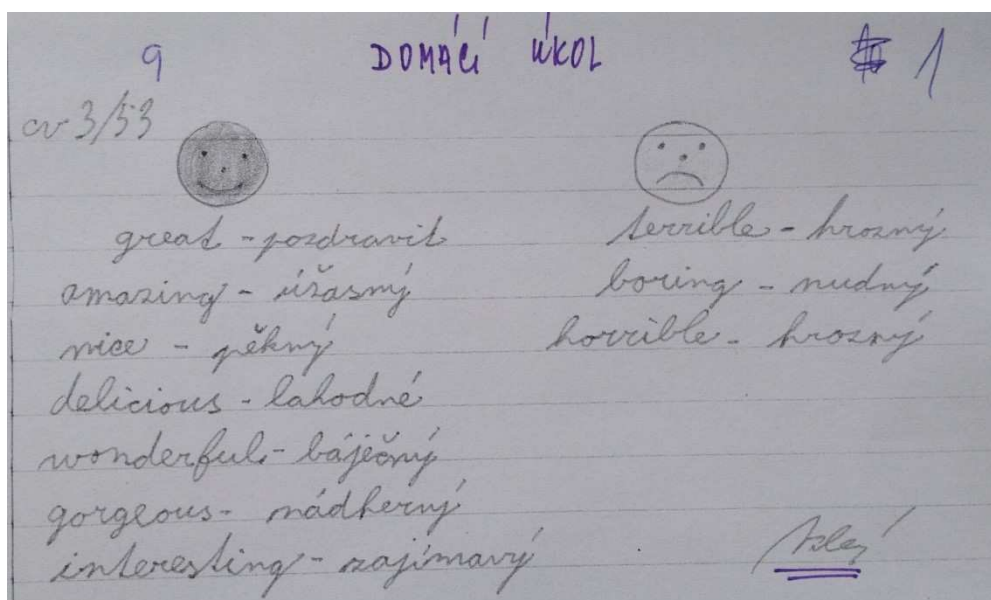 9 DOMÁCÍ ÚKOL 1
cv 3/53
great - pozdravit terrible - hrozný
amazing - úžasný boring - nudný
nice - pěkný horrible - hrozný
delicious - lahodné
wonderful - báječný
gorgeous - nádherný
interesting - zajímavý